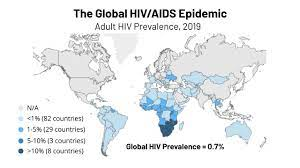 The Global HIV/AIDS Epidemic
Adult HIV Prevalence, 2019
N/A
<1% (82 countries)
1-5% (29 countries)
5-10% (3 countries)
>10% (8 countries)
Global HIV Prevalence = 0.7%